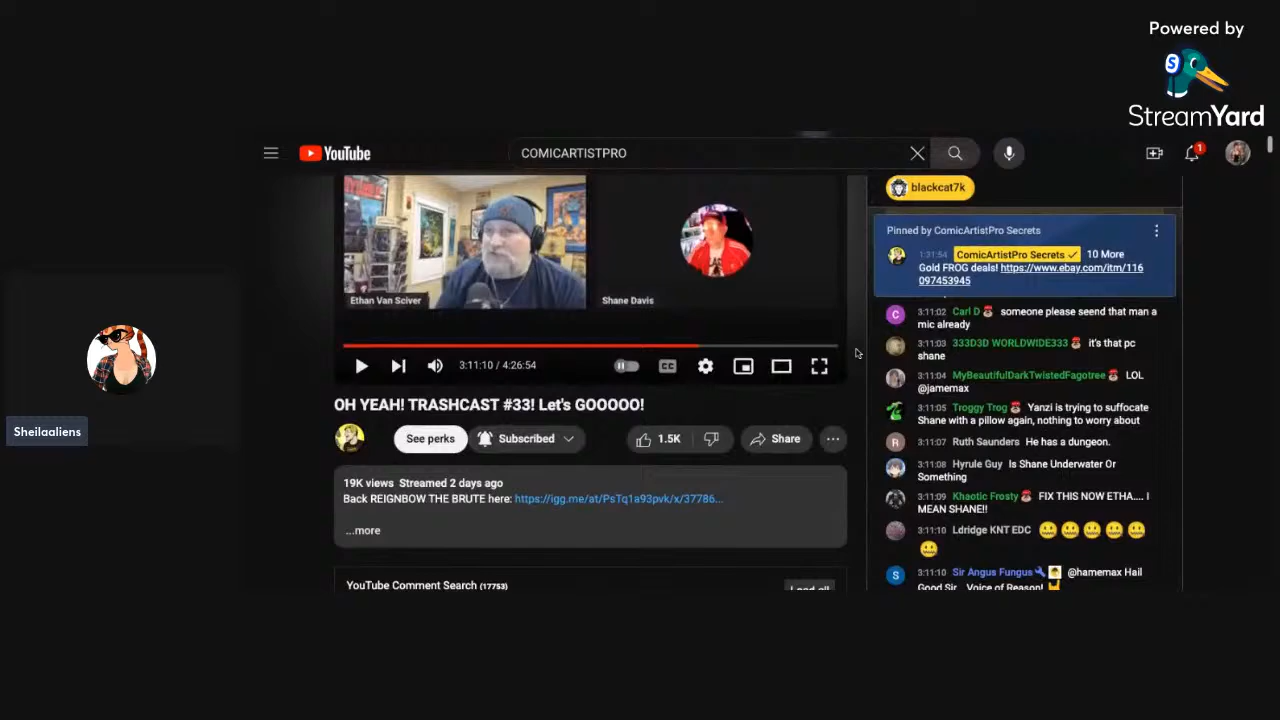 Powered by
S
StreamYard
YouTube
COMICARTISTPRO
1
blackcat7k
Pinned by ComicArtistPro Secrets
1:31:54 ComicArtistPro Secrets 10 More
Gold FROG deals! https://www.ebay.com/itm/116
097453945
Ethan Van Sciver
Shane Davis
C 3:11:02 Carl D someone please seend that man a
mic already
3:11:03 333D3D WORLDWIDE333 it's that pc
shane
3:11:04 MyBeautifulDarkTwistedFagotree LOL
@jamemax
3:11:05 Troggy Trog Yanzi is trying to suffocate
Shane with a pillow again, nothing to worry about
R 3:11:07 Ruth Saunders He has a dungeon.
3:11:08 Hyrule Guy Is Shane Underwater Or
Something
3:11:09 Khaotic Frosty FIX THIS NOW ETHA.... I
MEAN SHANE!!
3:11:10 Ldridge KNT EDC
S 3:11:10 Sir Angus Fungus @hamemax Hail
Good Sir Voice of Reason!
3:11:10 / 4:26:54
CC
OH YEAH! TRASHCAST #33! Let's GOOOOO!
See perks
Subscribed
1.5K
Share
19K views Streamed 2 days ago
Back REIGNBOW THE BRUTE here: https://igg.me/at/PsTq1a93pvk/x/37786...
...more
YouTube Comment Search (17753)
Load all
Sheilaaliens